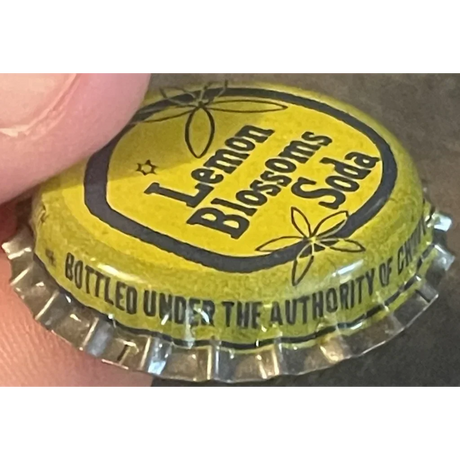 Lemon
Blossoms
Soda
BOTTLED UNDER THE AUTHORITY OF